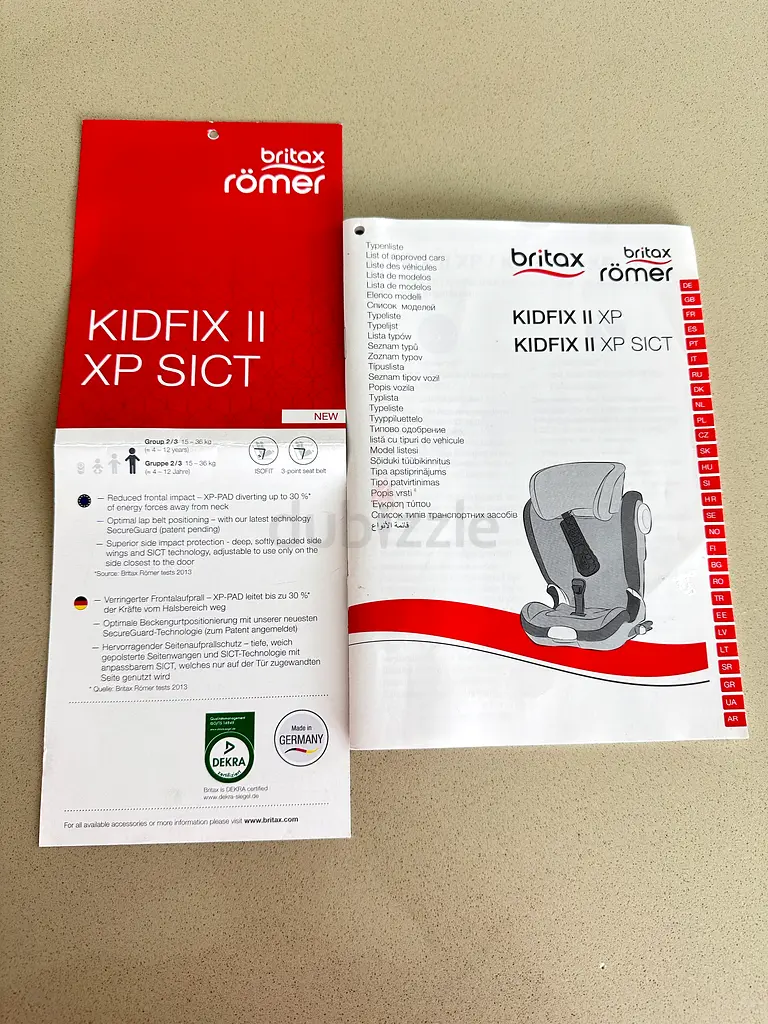 britax
römer
KIDFIX II
XP SICT
NEW
Group 2/3 15 – 36 kg
(≈ 4 – 12 years)
Gruppe 2/3 15 – 36 kg
(≈ 4 – 12 Jahre)
ISOFIT
3-point seat belt
— Reduced frontal impact – XP-PAD diverting up to 30 %*
of energy forces away from neck
— Optimal lap belt positioning – with our latest technology
SecureGuard (patent pending)
— Superior side impact protection - deep, softly padded side
wings and SICT technology, adjustable to use only on the
side closest to the door
*Source: Britax Römer tests 2013
— Verringerter Frontalaufprall – XP-PAD leitet bis zu 30 %*
der Kräfte vom Halsbereich weg
— Optimale Beckengurtpositionierung mit unserer neuesten
SecureGuard-Technologie (zum Patent angemeldet)
— Hervorragender Seitenaufprallschutz – tiefe, weich
gepolsterte Seitenwangen und SICT-Technologie mit
anpassbarem SICT, welches nur auf der Tür zugewandten
Seite genutzt wird
* Quelle: Britax Römer tests 2013
Qualitätsmanagement
DEKRA
zertifiziert
Made in
GERMANY
Britax is DEKRA certified
www.dekra-siegel.de
For all available accessories or more information please visit www.britax.com
Typenliste
List of approved cars
Liste des véhicules
Lista de modelos
Lista de modelos
Elenco modelli
Список моделей
Typeliste
Typelijst
Lista typów
Seznam typů
Zoznam typov
Típuslista
Seznam tipov vozil
Popis vozila
Typlista
Typeliste
Tyyppiluettelo
Типово одобрение
listă cu tipuri de vehicule
Model listesi
Sõiduki tüübikinnitus
Tipa apstiprinājums
Tipo patvirtinimas
Popis vrsti
Έγκριση τύπου
Список типів транспортних засобів
قائمة الأنواع
britax
britax
römer
KIDFIX II XP
KIDFIX II XP SICT
DE
GB
FR
ES
PT
IT
RU
DK
NL
PL
CZ
SK
HU
SI
HR
SE
NO
FI
BG
RO
TR
EE
LV
LT
SR
GR
UA
AR
dubizzle